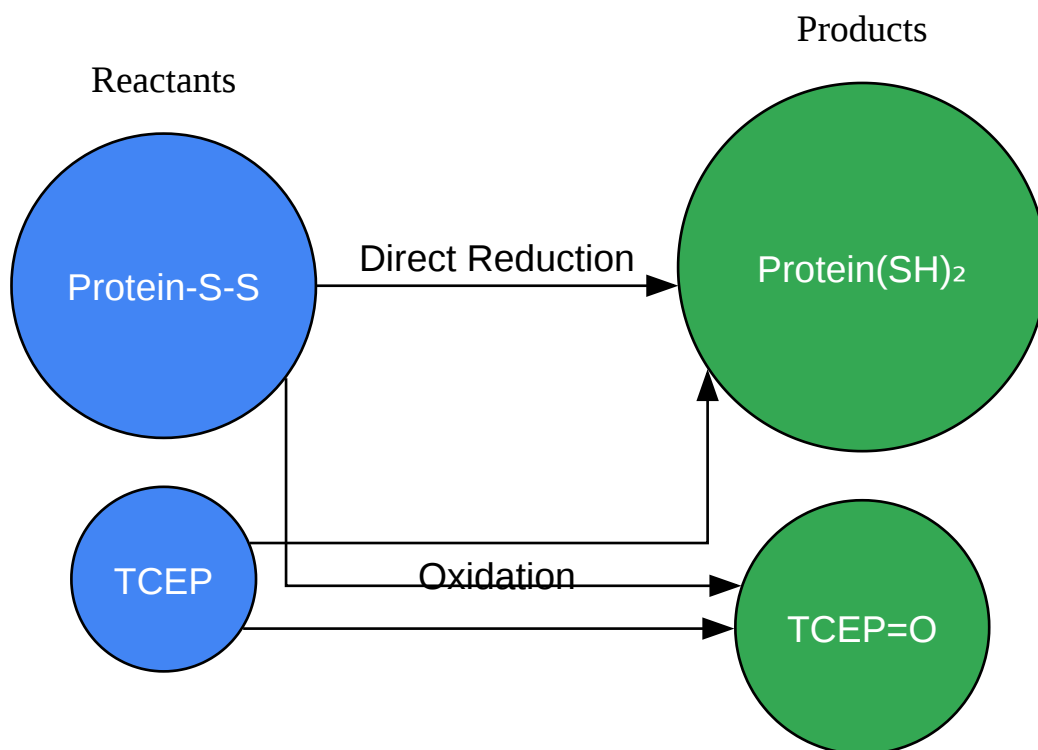 Products
Reactants
Direct Reduction
Protein-S-S
Protein(SH)₂
Oxidation
TCEP
TCEP=O